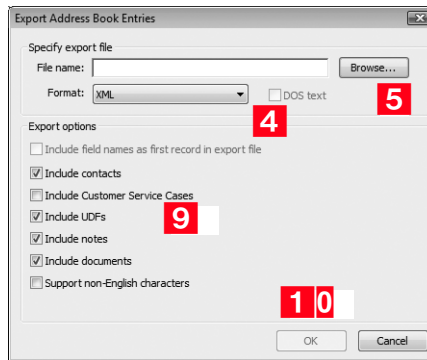 Export Address Book Entries
Specify export file
File name: Browse...
5
Format: XML DOS text
4
Export options
Include field names as first record in export file
Include contacts
Include Customer Service Cases
Include UDFs
9
Include notes
Include documents
Support non-English characters
1 0
OK Cancel